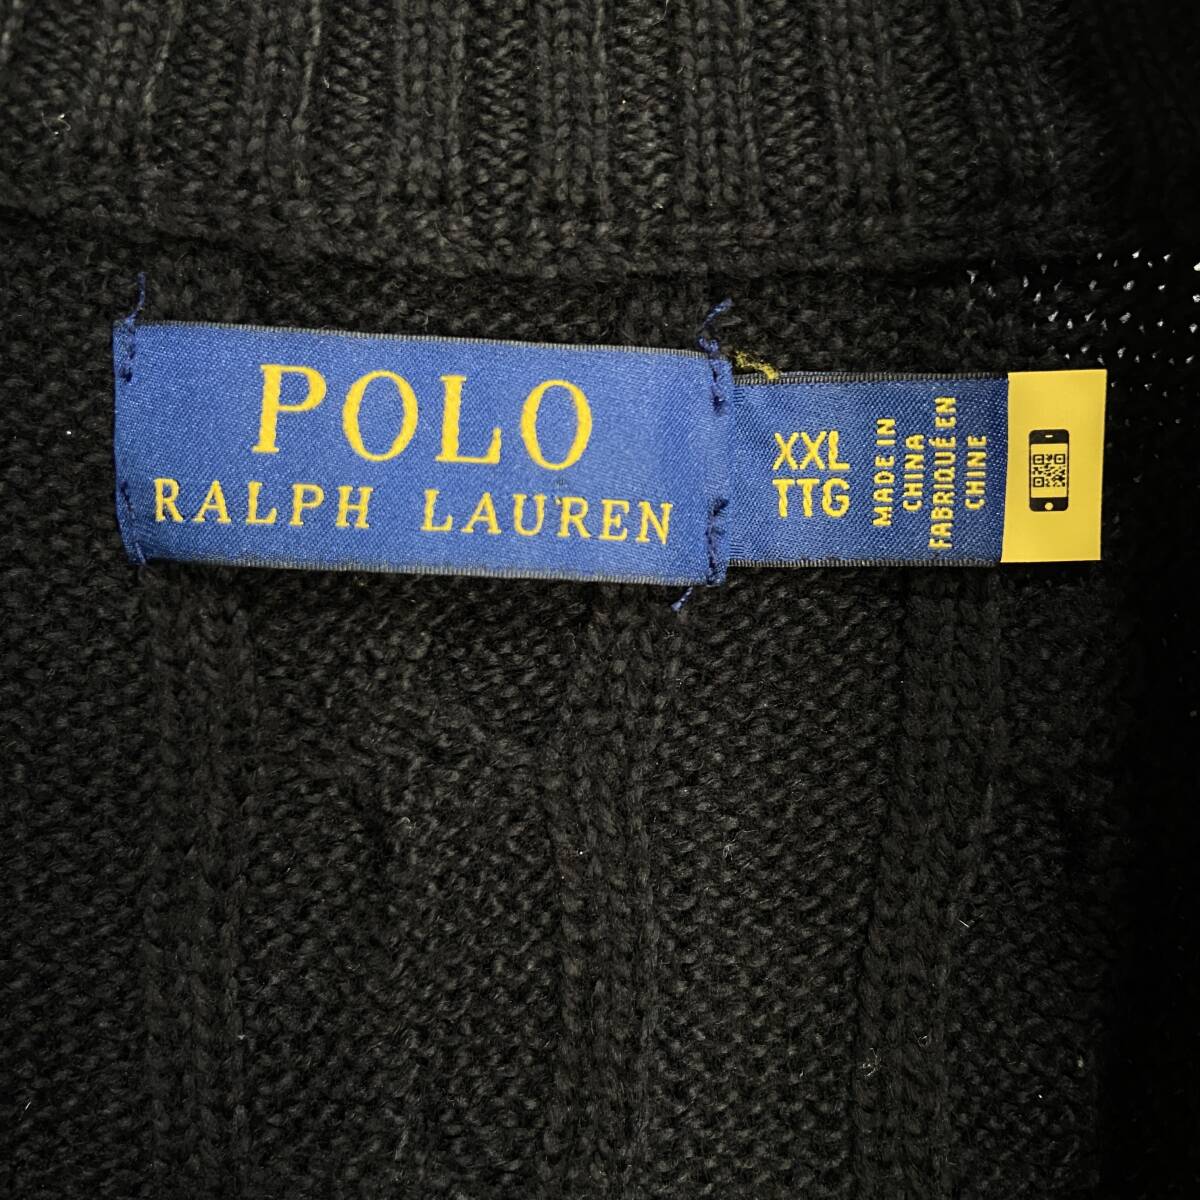 POLO
RALPH LAUREN
XXL
TTG
MADE IN
CHINA
FABRIQUÉ EN
CHINE